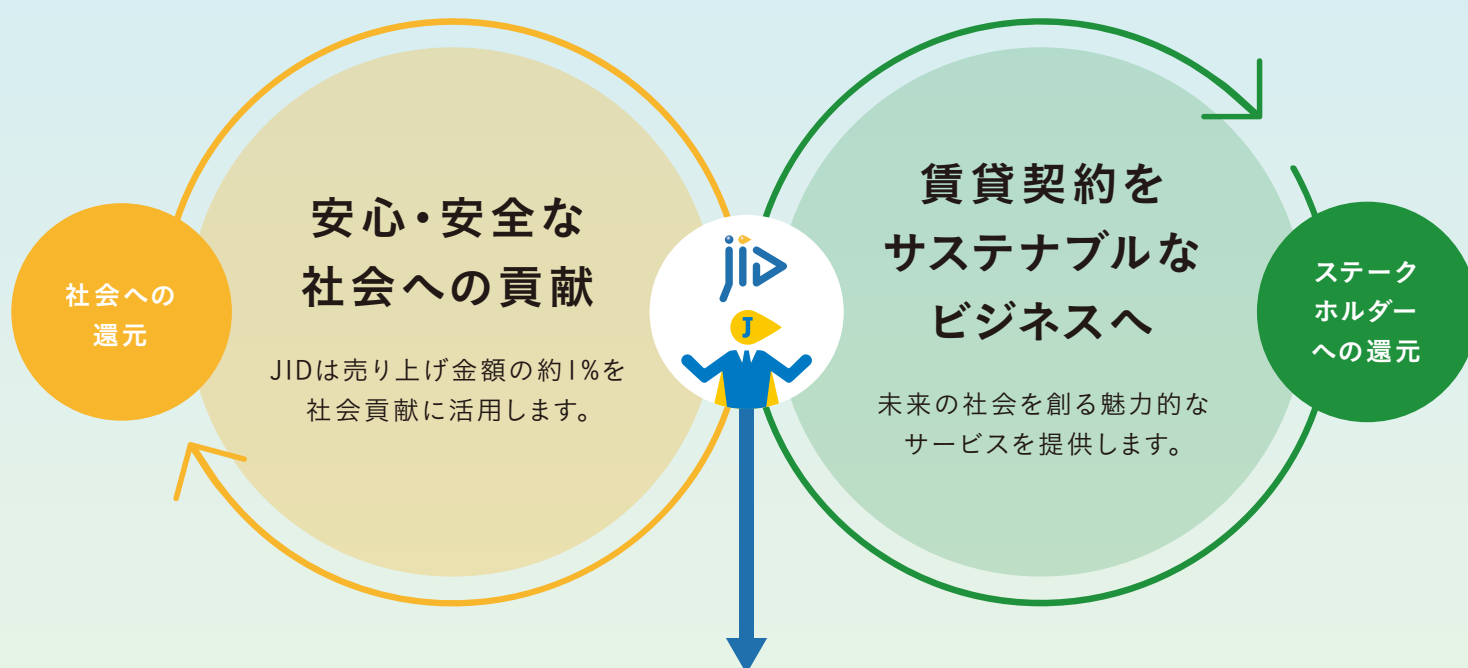 社会への
還元
安心・安全な
社会への貢献
JIDは売り上げ金額の約1%を
社会貢献に活用します。
jID
J
賃貸契約を
サステナブルな
ビジネスへ
未来の社会を創る魅力的な
サービスを提供します。
ステーク
ホルダー
への還元